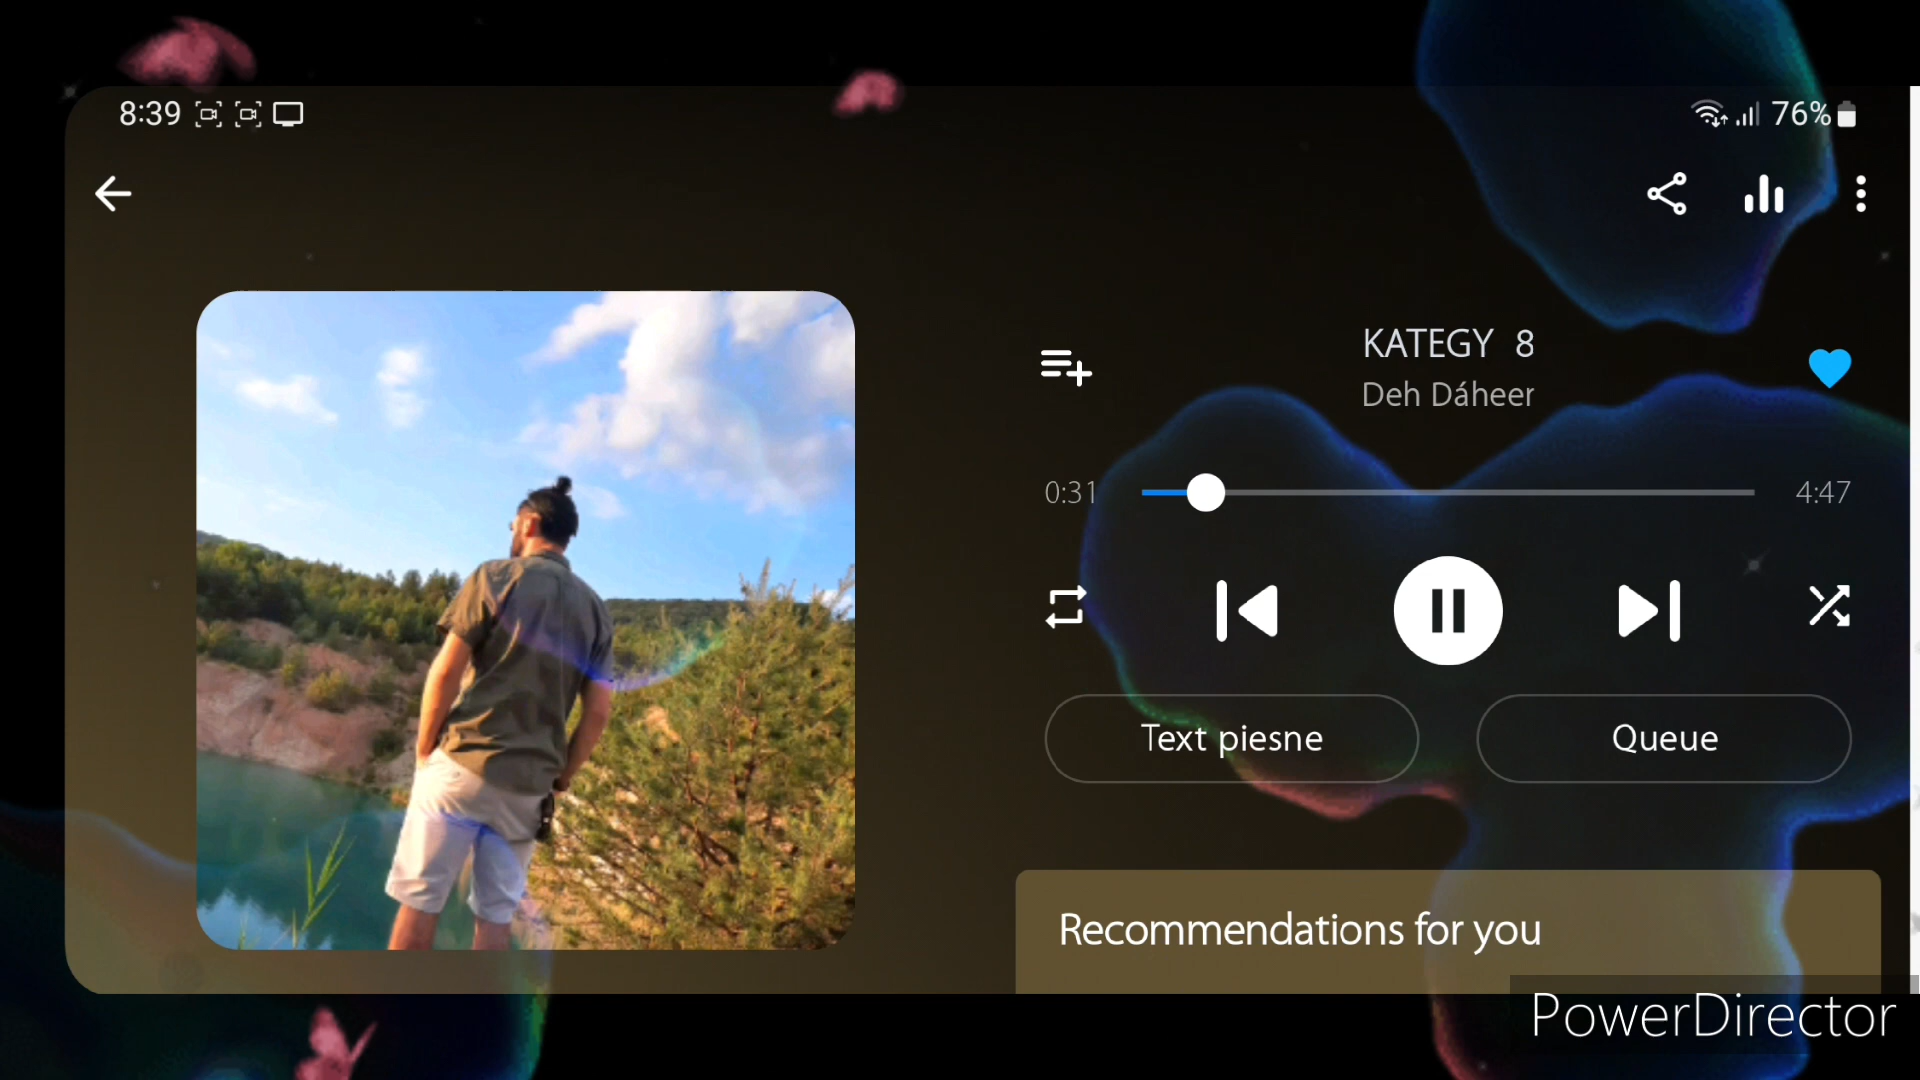 8:39
76%
KATEGY 8
Deh Dáheer
0:31
4:47
Text piesne
Queue
Recommendations for you
PowerDirector